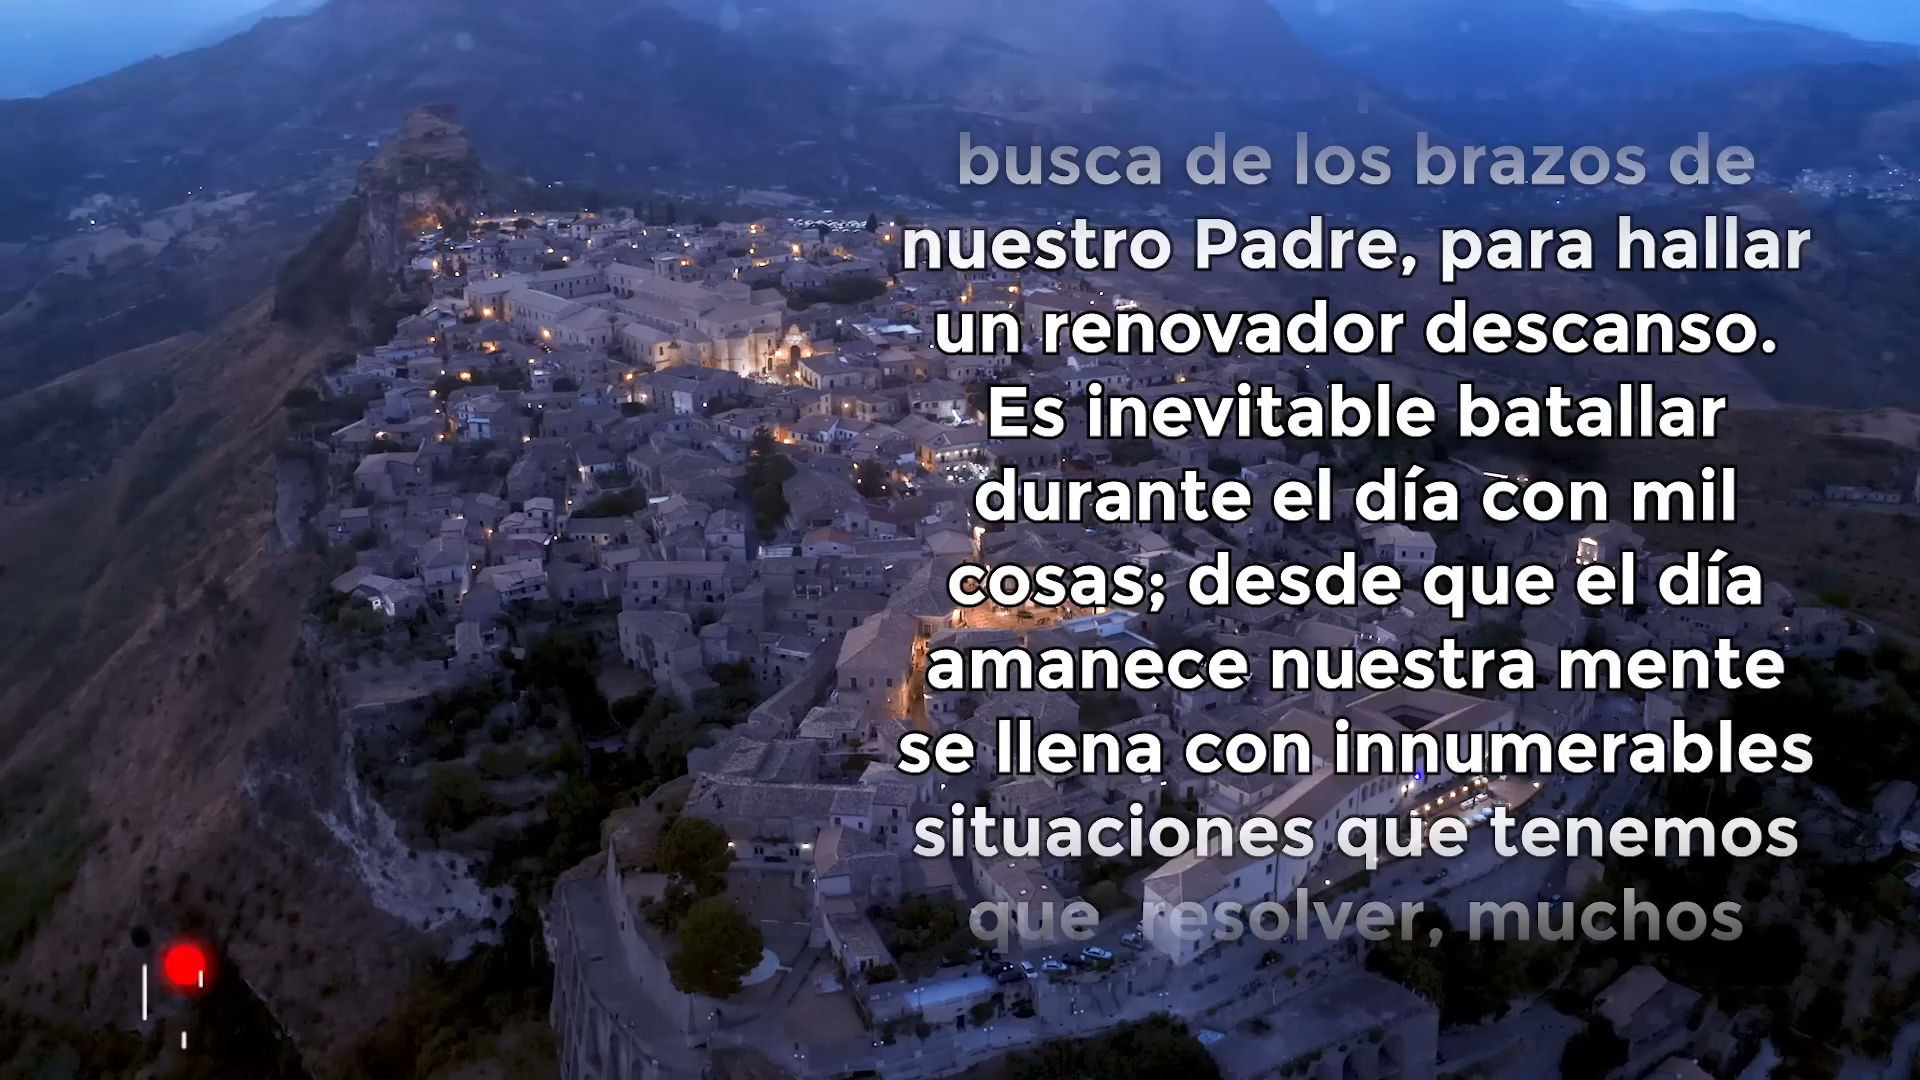 busca de los brazos de
nuestro Padre, para hallar
un renovador descanso.
Es inevitable batallar
durante el día con mil
cosas; desde que el día
amanece nuestra mente
se llena con innumerables
situaciones que tenemos
que resolver, muchos